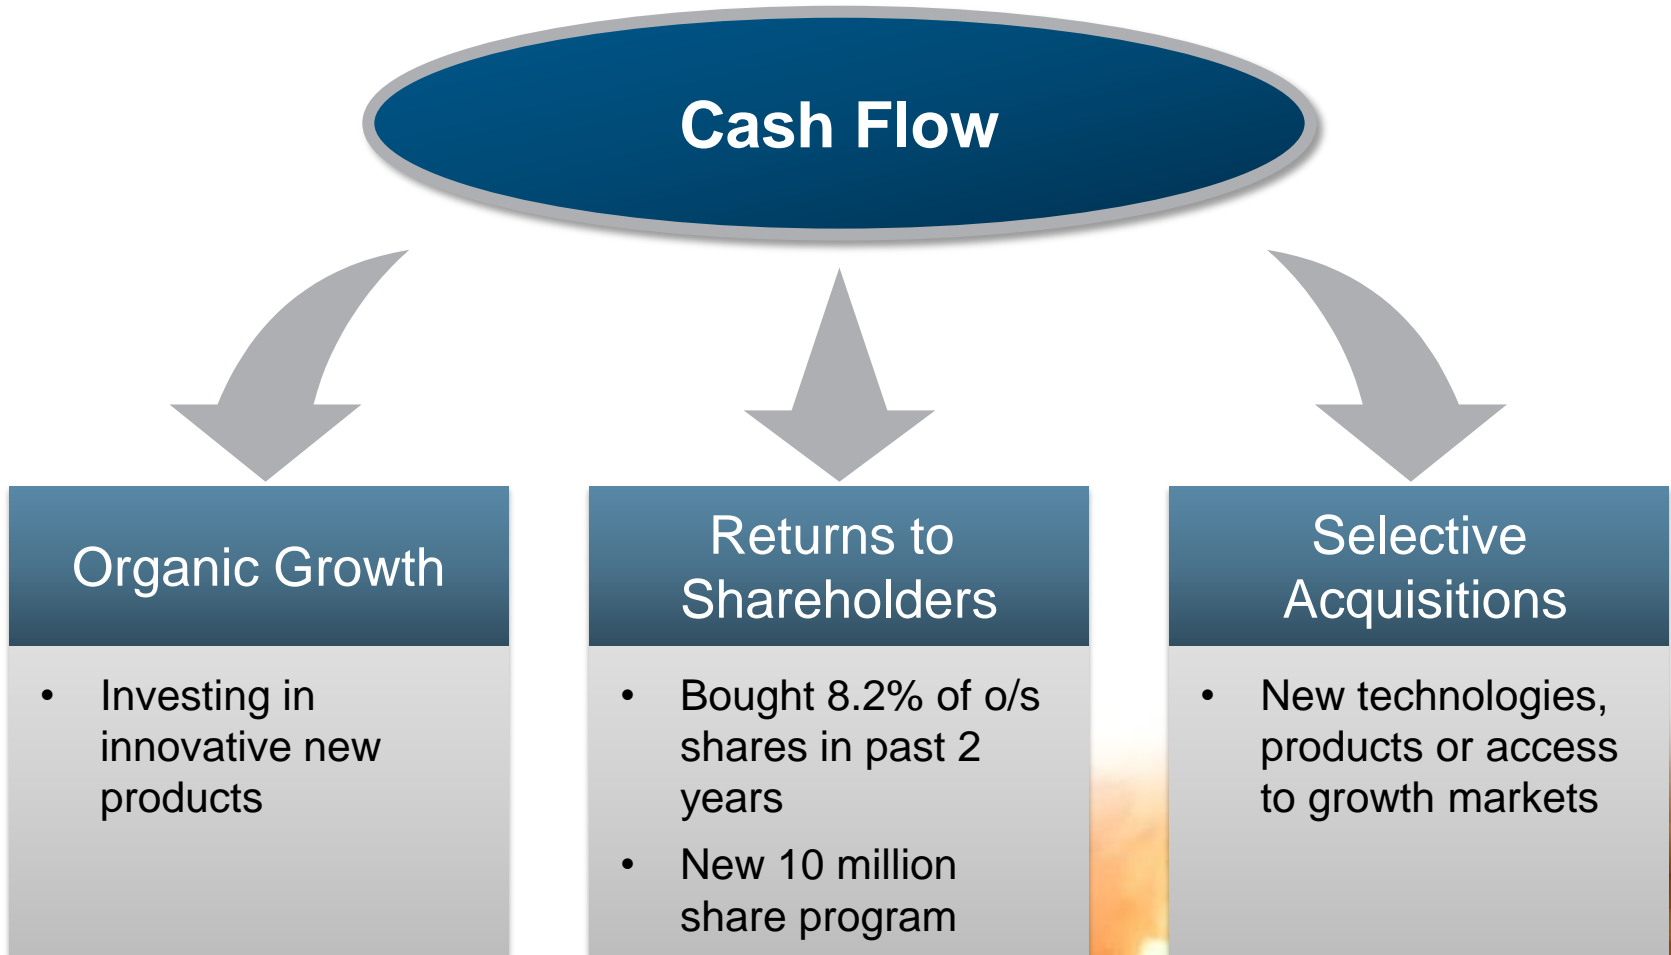 Cash Flow
Organic Growth
• Investing in
innovative new
products
Returns to
Shareholders
• Bought 8.2% of o/s
shares in past 2
years
• New 10 million
share program
Selective
Acquisitions
• New technologies,
products or access
to growth markets